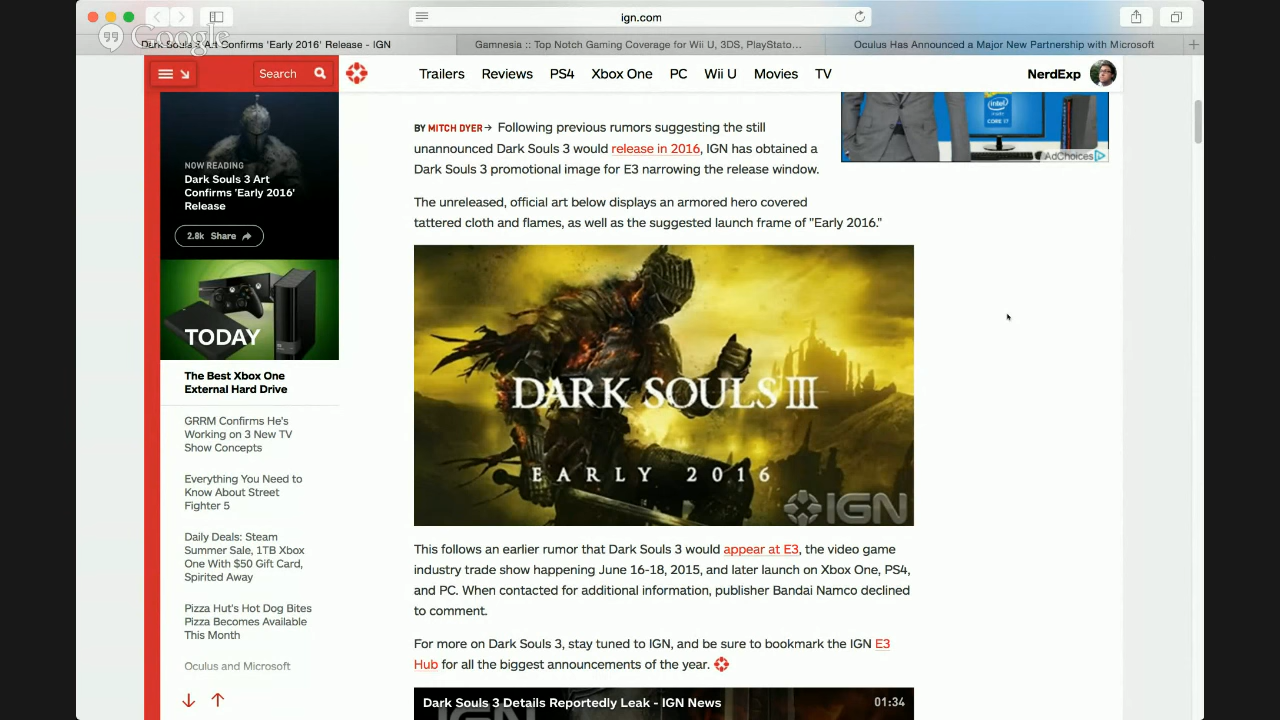 ign.com
Google
Dark Souls 3 Art Confirms 'Early 2016' Release - IGN
Gamnesia :: Top Notch Gaming Coverage for Wii U, 3DS, PlayStato...
Oculus Has Announced a Major New Partnership with Microsoft
Search
Trailers Reviews PS4 Xbox One PC Wii U Movies TV
NerdExp
NOW READING
Dark Souls 3 Art
Confirms 'Early 2016'
Release
2.8k Share
TODAY
The Best Xbox One
External Hard Drive
GRRM Confirms He's
Working on 3 New TV
Show Concepts
Everything You Need to
Know About Street
Fighter 5
Daily Deals: Steam
Summer Sale, 1TB Xbox
One With $50 Gift Card,
Spirited Away
Pizza Hut's Hot Dog Bites
Pizza Becomes Available
This Month
Oculus and Microsoft
BY MITCH DYER → Following previous rumors suggesting the still
unannounced Dark Souls 3 would release in 2016, IGN has obtained a
Dark Souls 3 promotional image for E3 narrowing the release window.
The unreleased, official art below displays an armored hero covered
tattered cloth and flames, as well as the suggested launch frame of "Early 2016."
DARK SOULS III
EARLY 2016
IGN
This follows an earlier rumor that Dark Souls 3 would appear at E3, the video game
industry trade show happening June 16-18, 2015, and later launch on Xbox One, PS4,
and PC. When contacted for additional information, publisher Bandai Namco declined
to comment.
For more on Dark Souls 3, stay tuned to IGN, and be sure to bookmark the IGN E3
Hub for all the biggest announcements of the year.
Dark Souls 3 Details Reportedly Leak - IGN News
01:34
IGN
intel
CORE i7
AdChoices